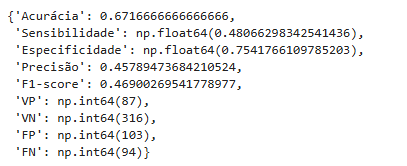 {'Acurácia': 0.6716666666666666,
'Sensibilidade': np.float64(0.48066298342541436),
'Especificidade': np.float64(0.7541766109785203),
'Precisão': 0.45789473684210524,
'F1-score': 0.46900269541778977,
'VP': np.int64(87),
'VN': np.int64(316),
'FP': np.int64(103),
'FN': np.int64(94)}